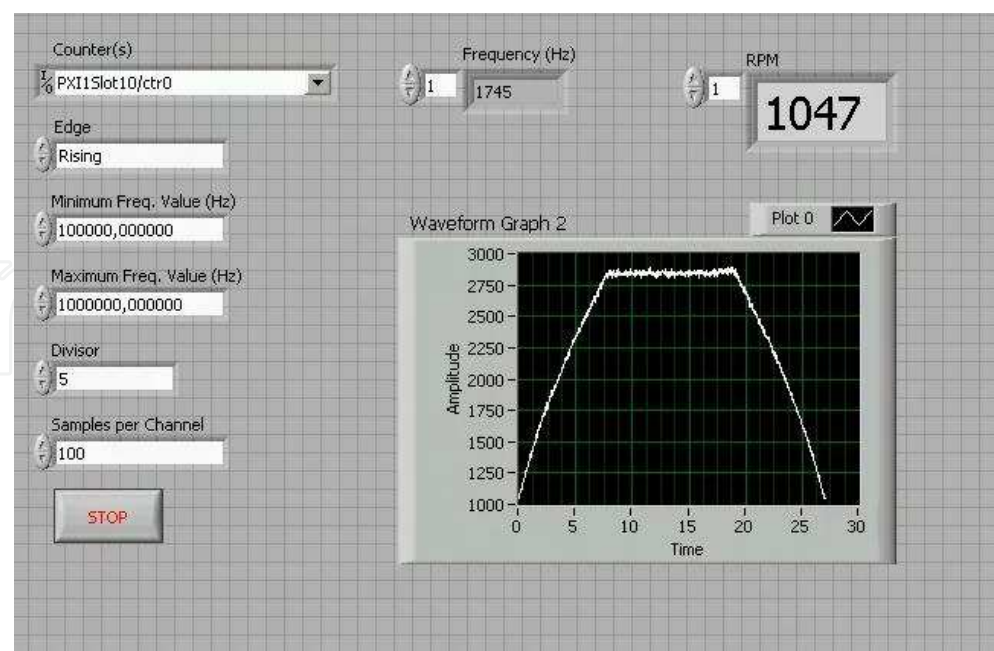 Counter(s)
I/O PXI1Slot10/ctr0
Edge
Rising
Minimum Freq. Value (Hz)
100000,000000
Maximum Freq. Value (Hz)
1000000,000000
Divisor
5
Samples per Channel
100
STOP
Frequency (Hz)
1
1745
RPM
1
1047
Waveform Graph 2
Plot 0
Amplitude
3000
2750
2500
2250
2000
1750
1500
1250
1000
0 5 10 15 20 25 30
Time